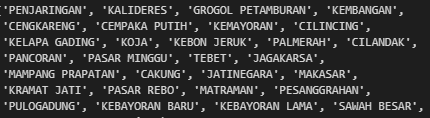 'PENJARINGAN', 'KALIDERES', 'GROGOL PETAMBURAN', 'KEMBANGAN',
'CENGKARENG', 'CEMPAKA PUTIH', 'KEMAYORAN', 'CILINCING',
'KELAPA GADING', 'KOJA', 'KEBON JERUK', 'PALMERAH', 'CILANDAK',
'PANCORAN', 'PASAR MINGGU', 'TEBET', 'JAGAKARSA',
'MAMPANG PRAPATAN', 'CAKUNG', 'JATINEGARA', 'MAKASAR',
'KRAMAT JATI', 'PASAR REBO', 'MATRAMAN', 'PESANGGRAHAN',
'PULOGADUNG', 'KEBAYORAN BARU', 'KEBAYORAN LAMA', 'SAWAH BESAR',